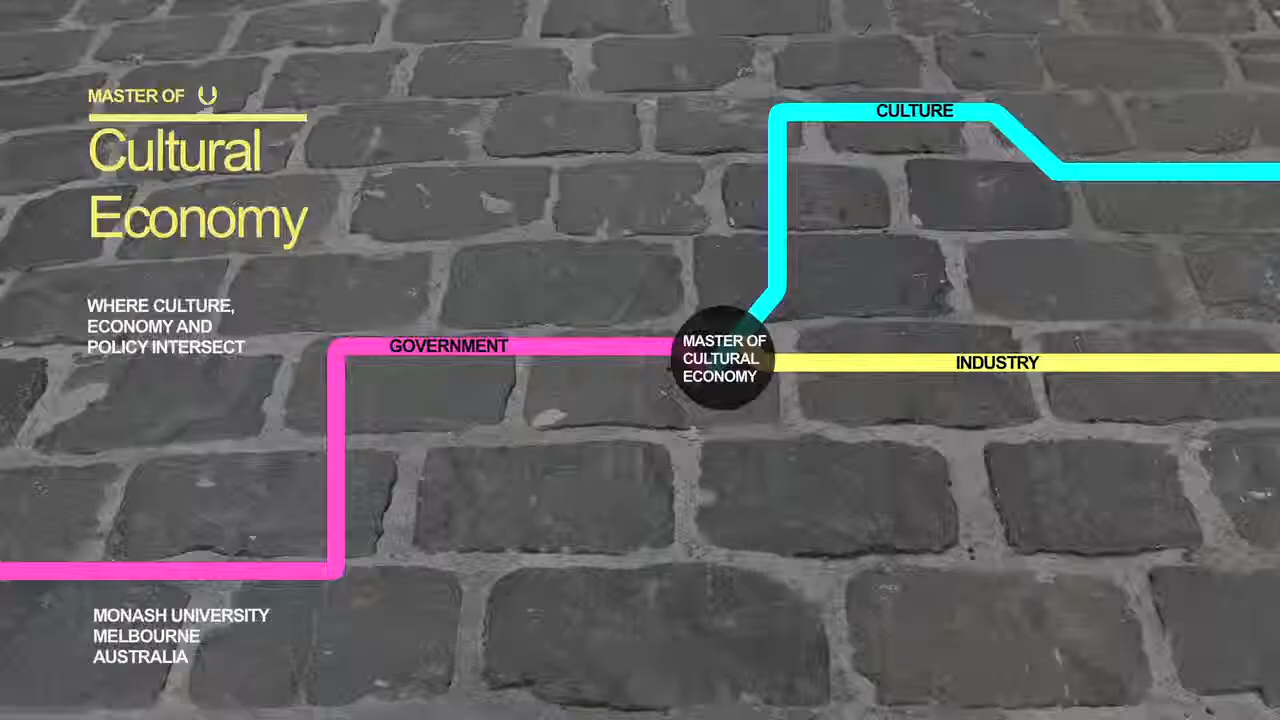 MASTER OF
Cultural
Economy
WHERE CULTURE,
ECONOMY AND
POLICY INTERSECT
GOVERNMENT
MASTER OF
CULTURAL
ECONOMY
CULTURE
INDUSTRY
MONASH UNIVERSITY
MELBOURNE
AUSTRALIA